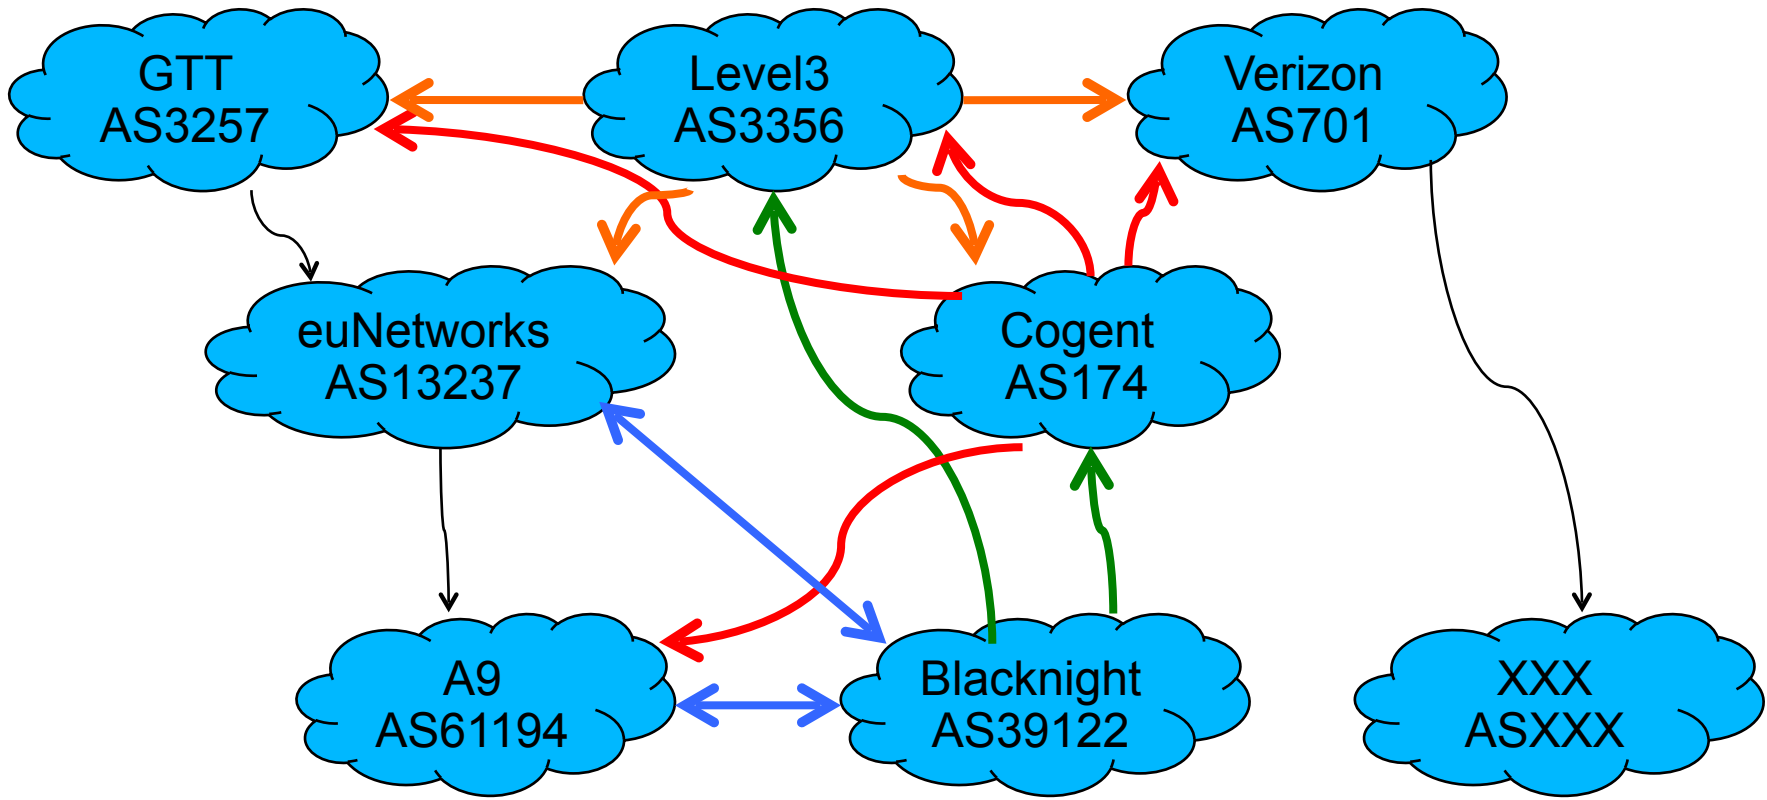 GTT
AS3257
Level3
AS3356
Verizon
AS701
euNetworks
AS13237
Cogent
AS174
A9
AS61194
Blacknight
AS39122
XXX
ASXXX